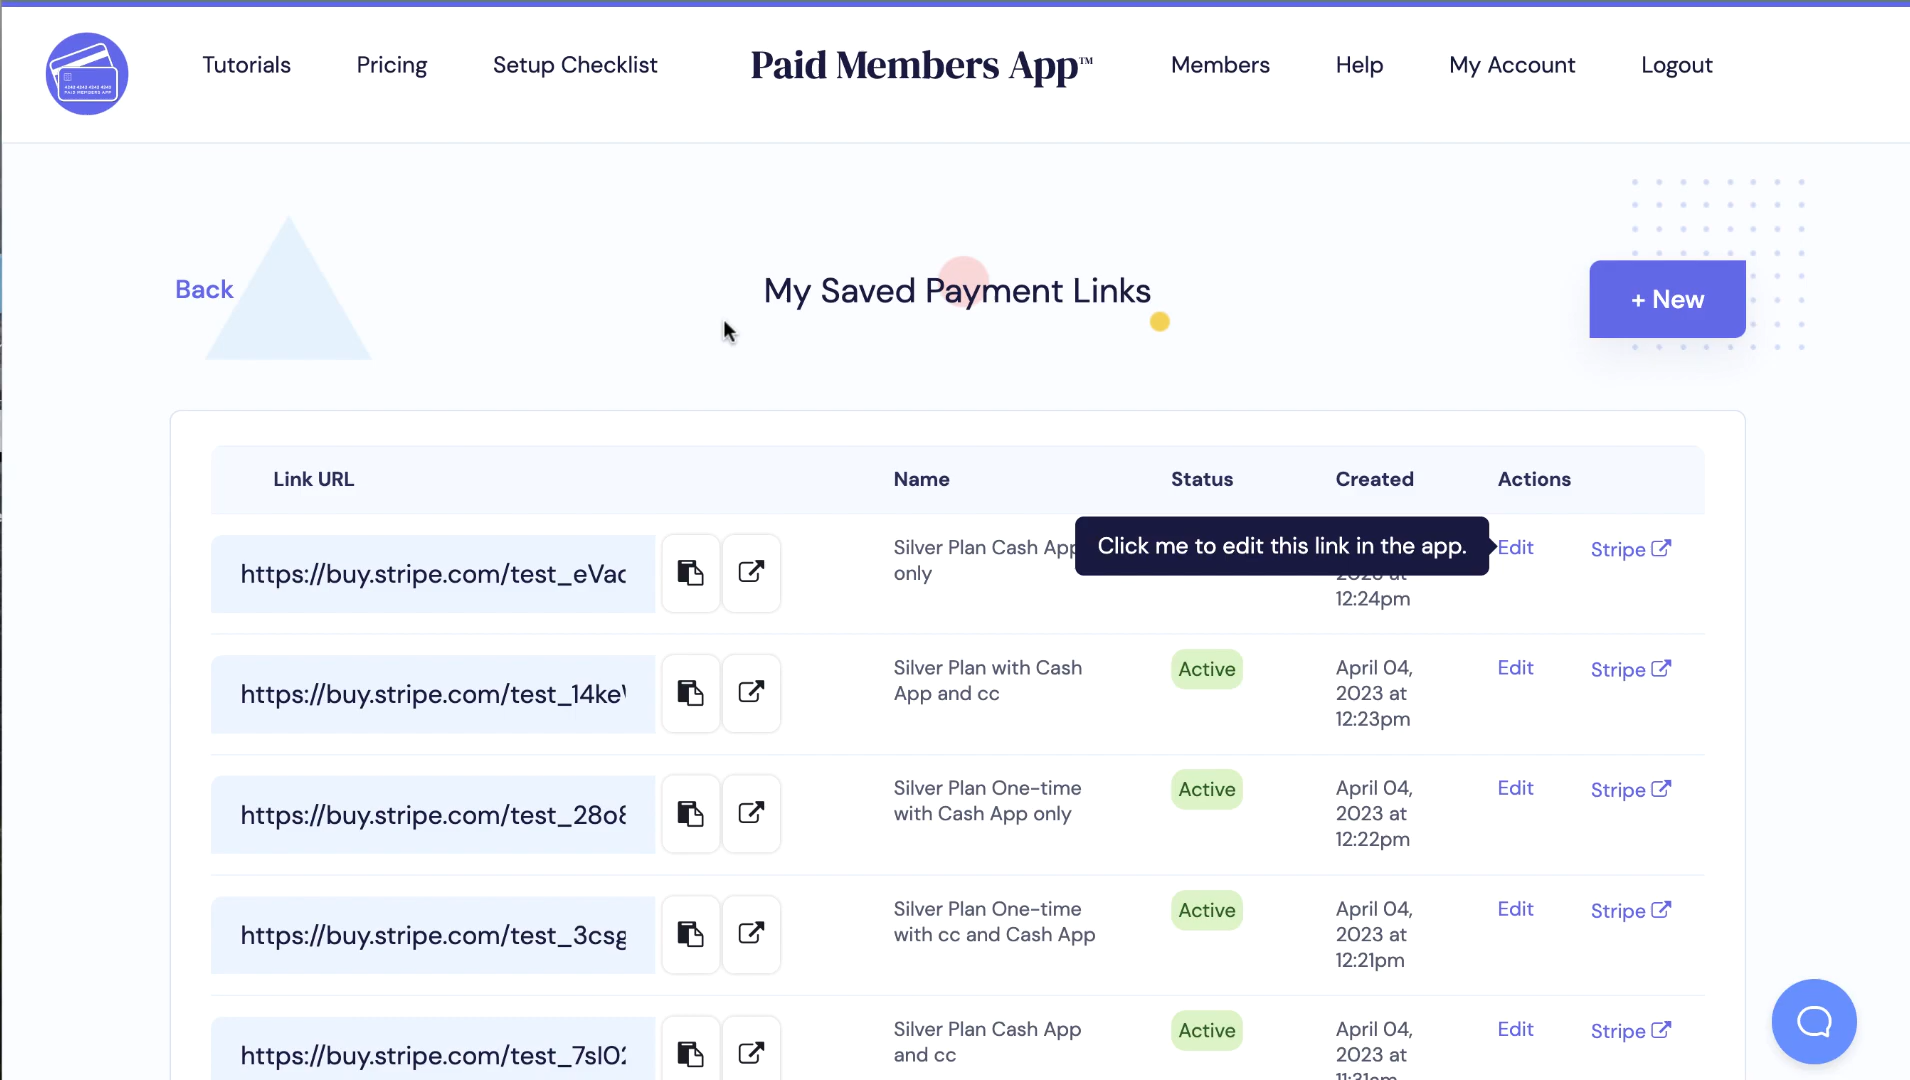 Tutorials
Pricing
Setup Checklist
Paid Members App™
Members
Help
My Account
Logout
Back
My Saved Payment Links
+ New
Link URL
Name
Status
Created
Actions
https://buy.stripe.com/test_eVac
Silver Plan Cash App
only
Click me to edit this link in the app.
2023 at
12:24pm
Edit
Stripe
https://buy.stripe.com/test_14ke
Silver Plan with Cash
App and cc
Active
April 04,
2023 at
12:23pm
Edit
Stripe
https://buy.stripe.com/test_28o8
Silver Plan One-time
with Cash App only
Active
April 04,
2023 at
12:22pm
Edit
Stripe
https://buy.stripe.com/test_3csg
Silver Plan One-time
with cc and Cash App
Active
April 04,
2023 at
12:21pm
Edit
Stripe
https://buy.stripe.com/test_7sI02
Silver Plan Cash App
and cc
Active
April 04,
2023 at
11:31am
Edit
Stripe